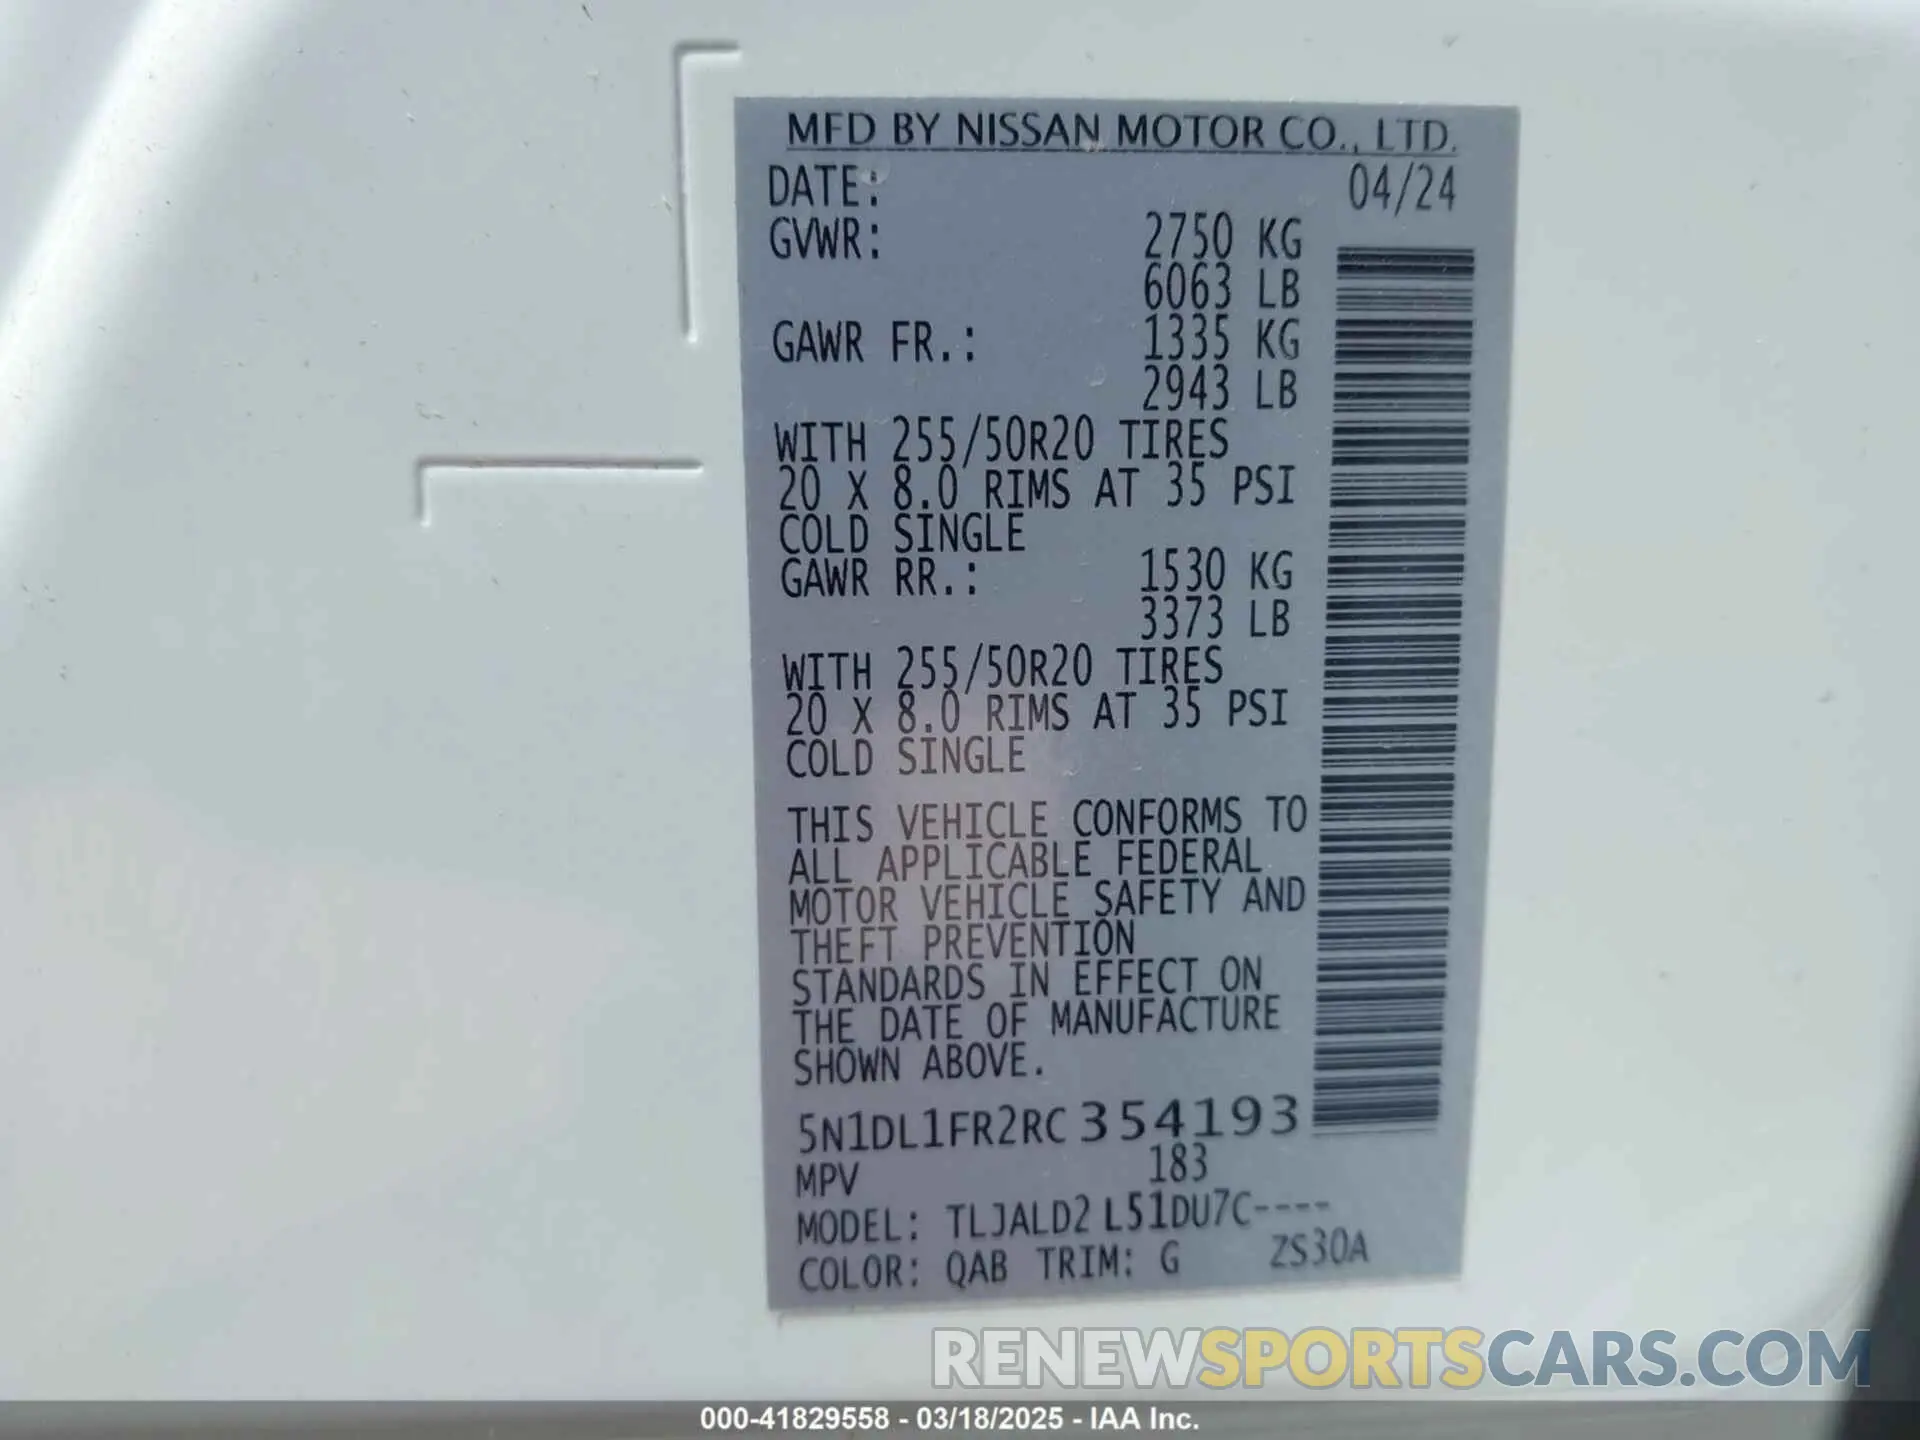 MFD BY NISSAN MOTOR CO., LTD.
DATE: 04/24
GVWR: 2750 KG
6063 LB
GAWR FR.: 1335 KG
2943 LB
WITH 255/50R20 TIRES
20 X 8.0 RIMS AT 35 PSI
COLD SINGLE
GAWR RR.: 1530 KG
3373 LB
WITH 255/50R20 TIRES
20 X 8.0 RIMS AT 35 PSI
COLD SINGLE
THIS VEHICLE CONFORMS TO
ALL APPLICABLE FEDERAL
MOTOR VEHICLE SAFETY AND
THEFT PREVENTION
STANDARDS IN EFFECT ON
THE DATE OF MANUFACTURE
SHOWN ABOVE.
5N1DL1FR2RC354193
MPV 183
MODEL: TLJALD2 L51DU7C----
COLOR: QAB TRIM: G ZS30A
RENEWSPORTSCARS.COM
000-41829558 - 03/18/2025 - IAA Inc.